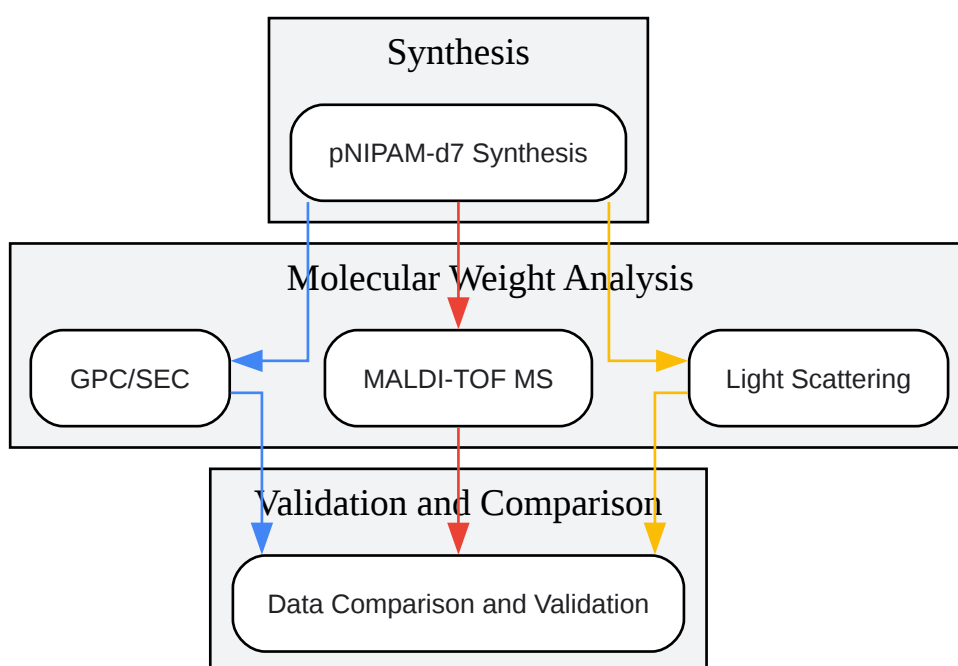 Synthesis
pNIPAM-d7 Synthesis
Molecular Weight Analysis
GPC/SEC
MALDI-TOF MS
Light Scattering
Validation and Comparison
Data Comparison and Validation